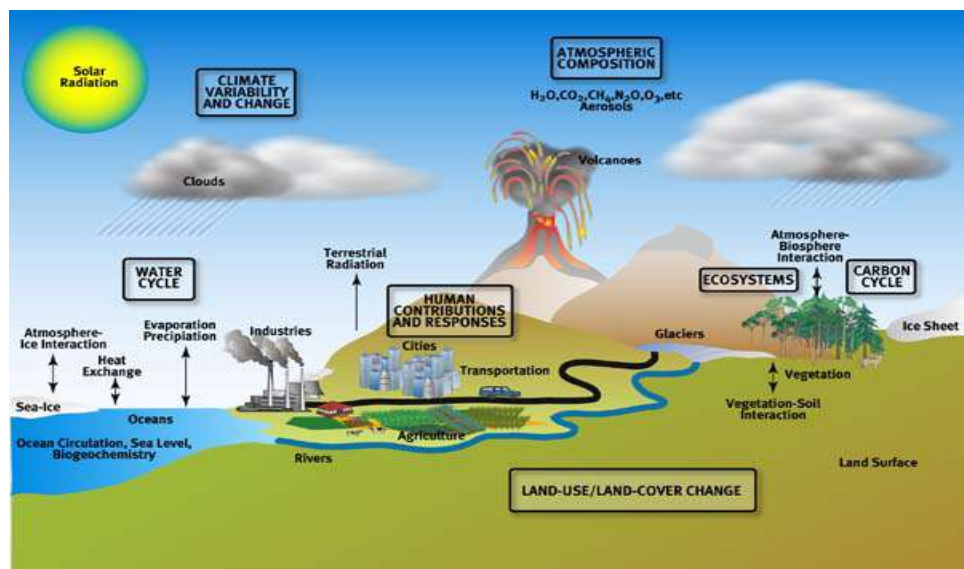 Solar
Radiation
CLIMATE
VARIABILITY
AND CHANGE
ATMOSPHERIC
COMPOSITION
H₂O,CO₂,CH₄,N₂O,O₃,etc
Aerosols
Volcanoes
Clouds
Atmosphere-
Biosphere
Interaction
Terrestrial
Radiation
WATER
CYCLE
ECOSYSTEMS
CARBON
CYCLE
HUMAN
CONTRIBUTIONS
AND RESPONSES
Atmosphere-
Ice Interaction
Evaporation
Precipiation
Industries
Glaciers
Ice Sheet
Heat
Exchange
Cities
Transportation
Vegetation
Sea-Ice
Oceans
Vegetation-Soil
Interaction
Ocean Circulation, Sea Level,
Biogeochemistry
Agriculture
Rivers
Land Surface
LAND-USE/LAND-COVER CHANGE